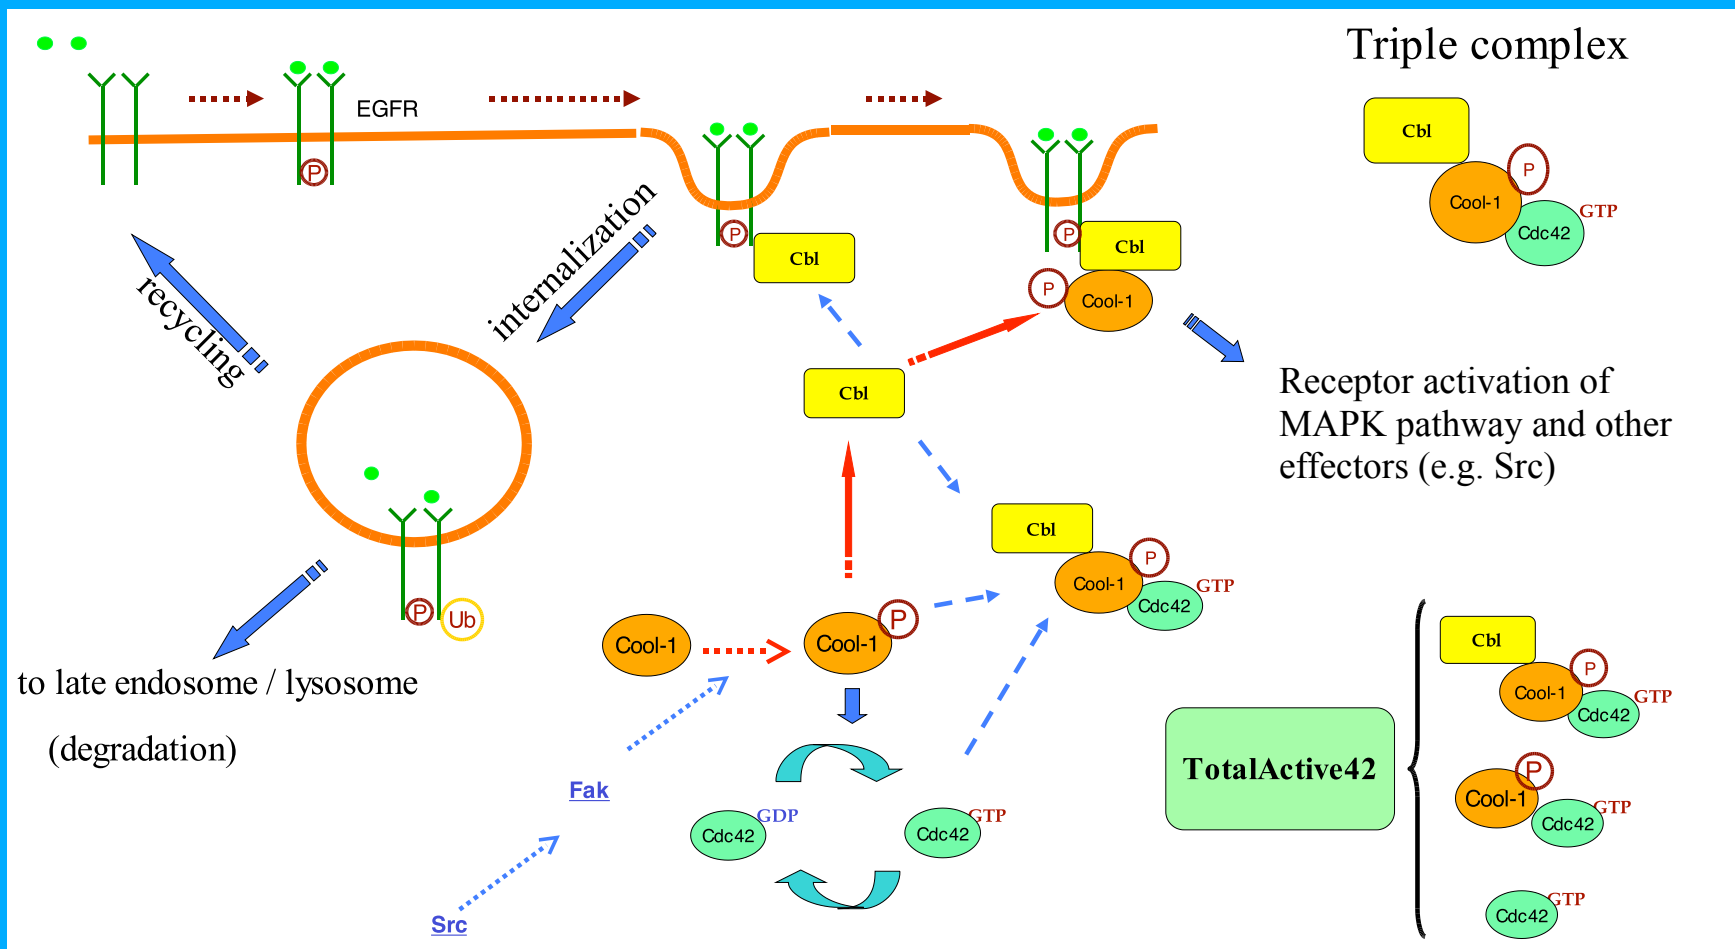 Triple complex
EGFR
P
Cbl
P
Cool-1
GTP
Cdc42
internalization
recycling
P
Cbl
P
Cbl
P
Cool-1
Cbl
Receptor activation of
MAPK pathway and other
effectors (e.g. Src)
Cbl
P
Cool-1
GTP
Cdc42
P
Ub
Cool-1
Cool-1
P
to late endosome / lysosome
(degradation)
Fak
Src
Cdc42
GDP
Cdc42
GTP
TotalActive42
Cbl
P
Cool-1
GTP
Cdc42
P
Cool-1
GTP
Cdc42
GTP
Cdc42